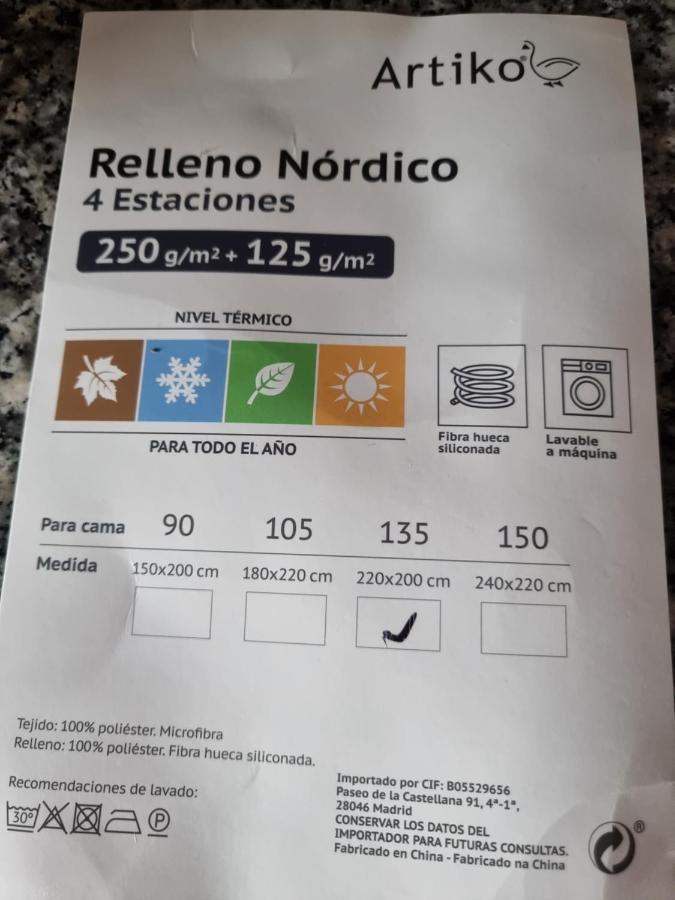 Artiko®
Relleno Nórdico
4 Estaciones
250 g/m² + 125 g/m²
NIVEL TÉRMICO
PARA TODO EL AÑO
Fibra hueca
siliconada
Lavable
a máquina
Para cama 90 105 135 150
Medida 150x200 cm 180x220 cm 220x200 cm 240x220 cm
Tejido: 100% poliéster. Microfibra
Relleno: 100% poliéster. Fibra hueca siliconada.
Recomendaciones de lavado:
30° P
Importado por CIF: B05529656
Paseo de la Castellana 91, 4ª-1ª,
28046 Madrid
CONSERVAR LOS DATOS DEL
IMPORTADOR PARA FUTURAS CONSULTAS.
Fabricado en China - Fabricado na China
®